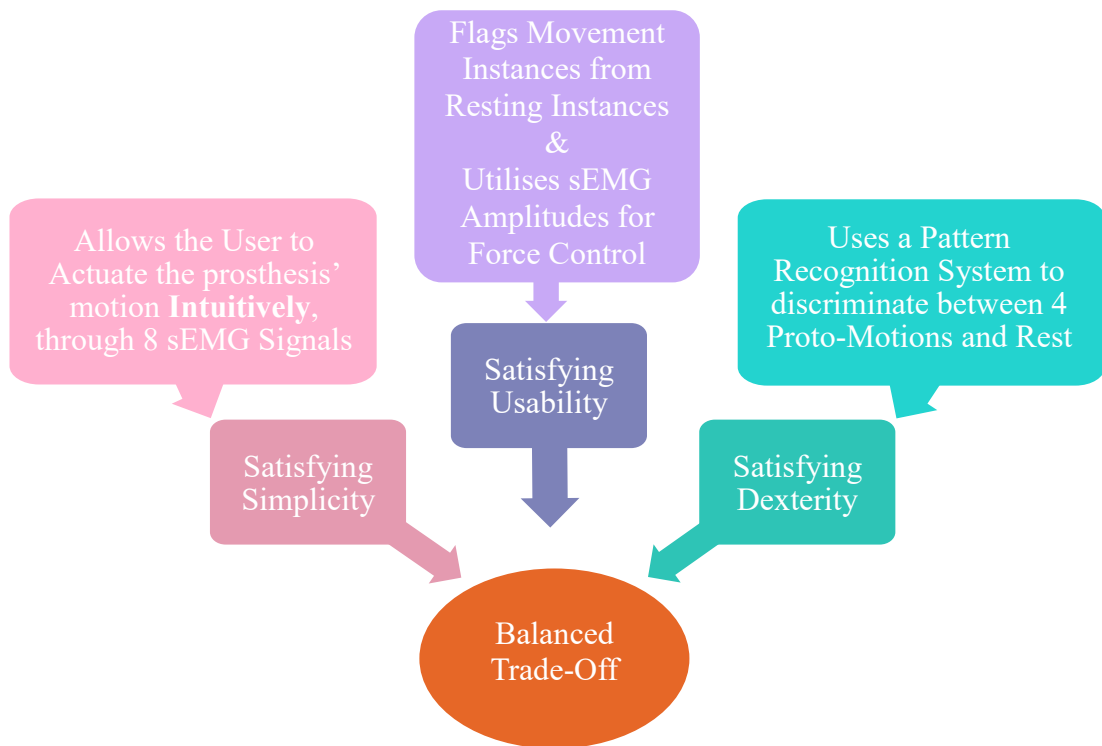 Flags Movement
Instances from
Resting Instances
&
Utilises sEMG
Amplitudes for
Force Control
Allows the User to
Actuate the prosthesis’
motion Intuitively,
through 8 sEMG Signals
Uses a Pattern
Recognition System to
discriminate between 4
Proto-Motions and Rest
Satisfying
Simplicity
Satisfying
Usability
Satisfying
Dexterity
Balanced
Trade-Off